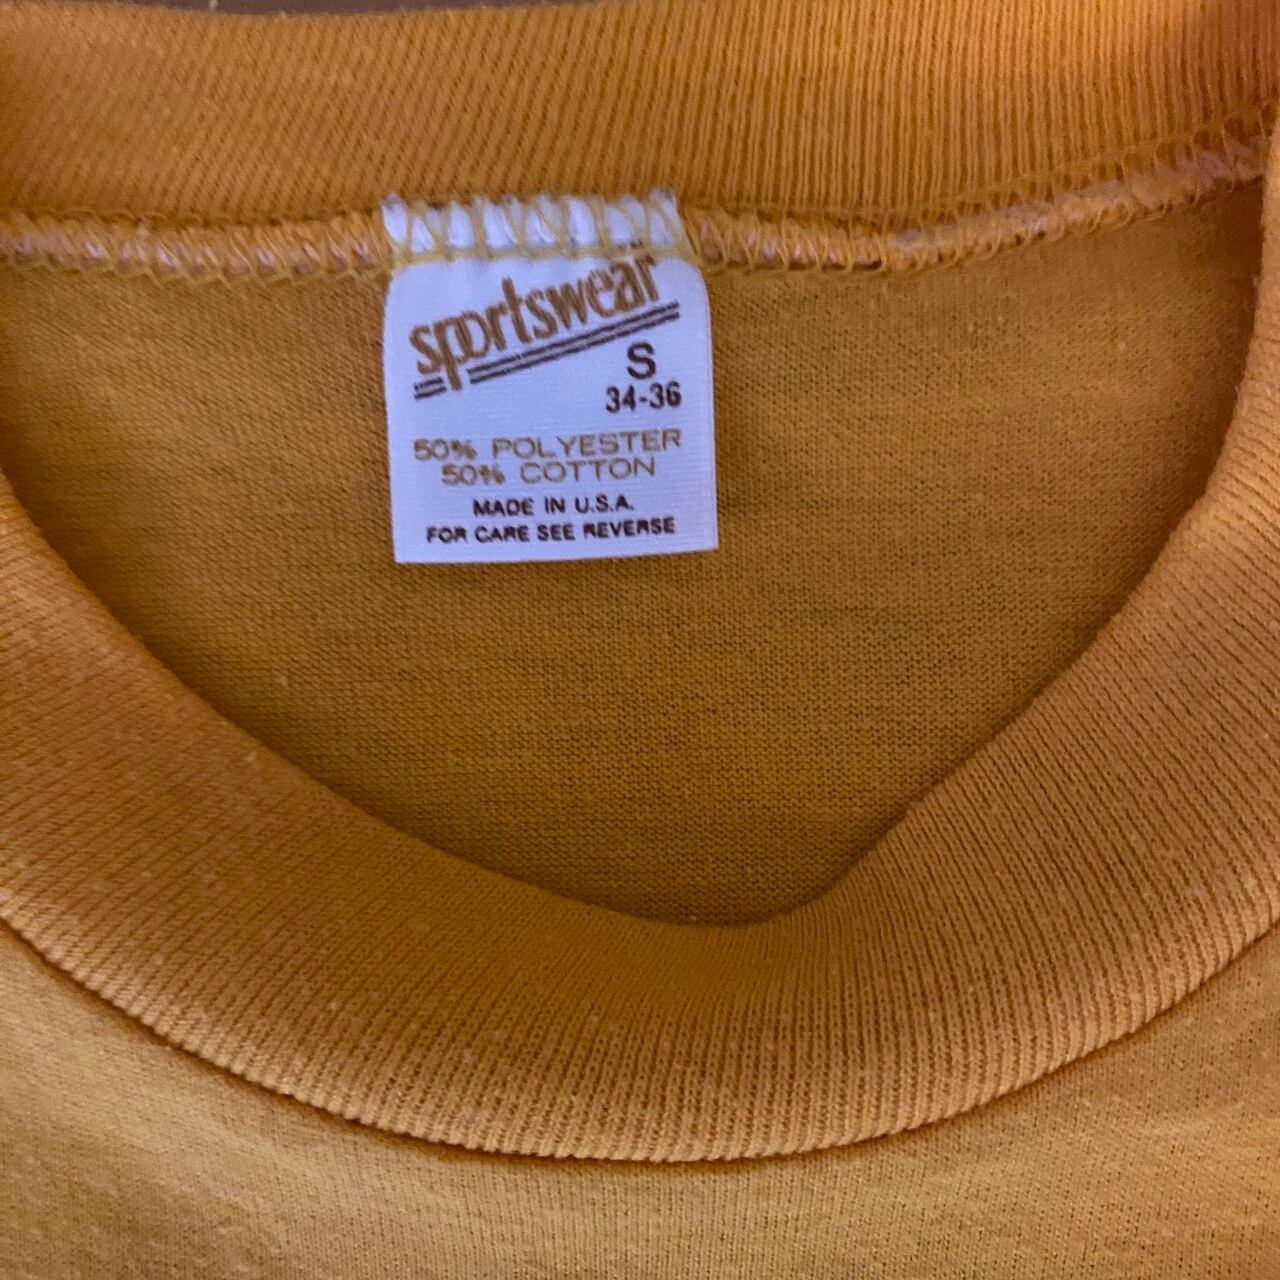 sportswear
S
34-36
50% POLYESTER
50% COTTON
MADE IN U.S.A.
FOR CARE SEE REVERSE